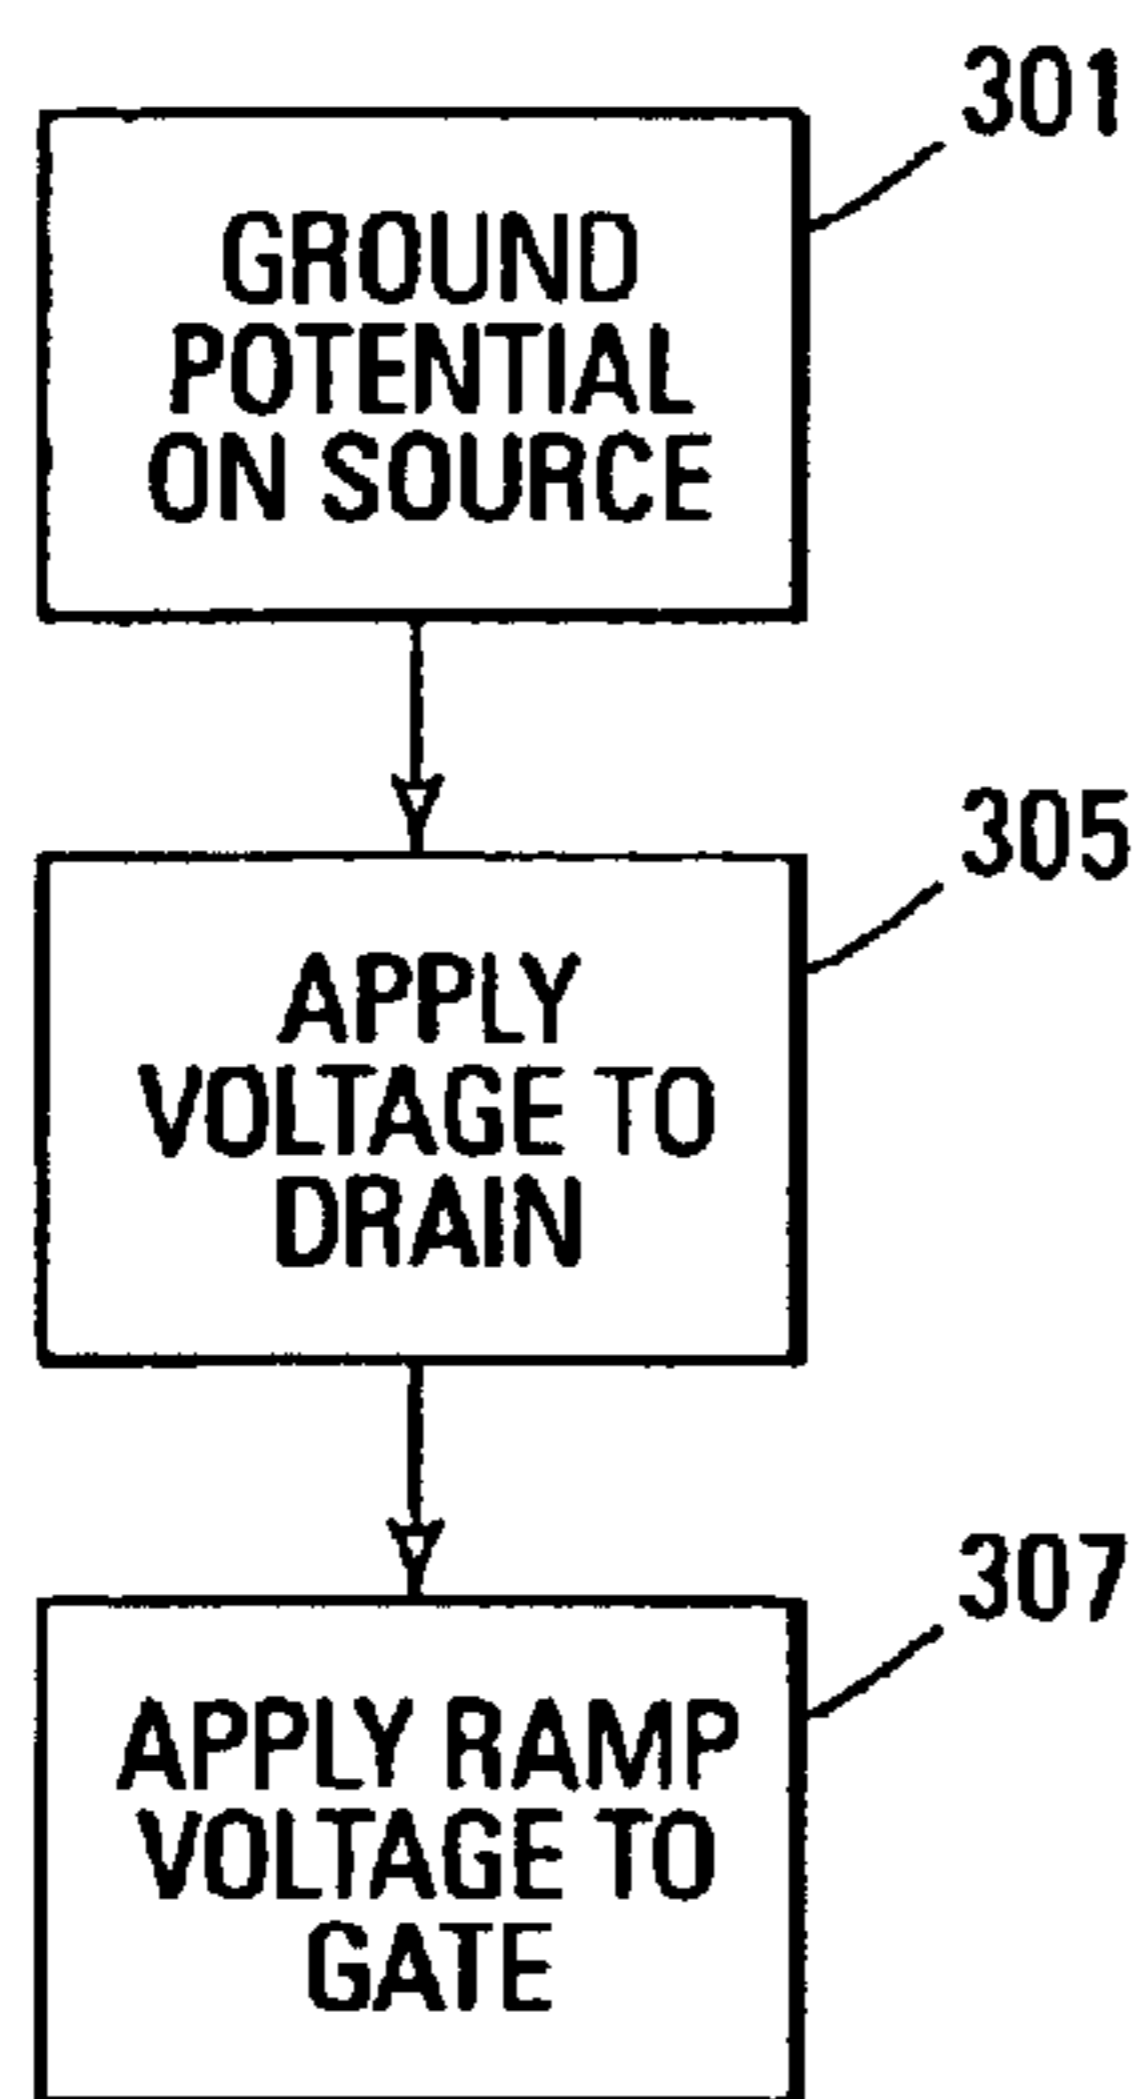 301
GROUND
POTENTIAL
ON SOURCE
305
APPLY
VOLTAGE TO
DRAIN
307
APPLY RAMP
VOLTAGE TO
GATE